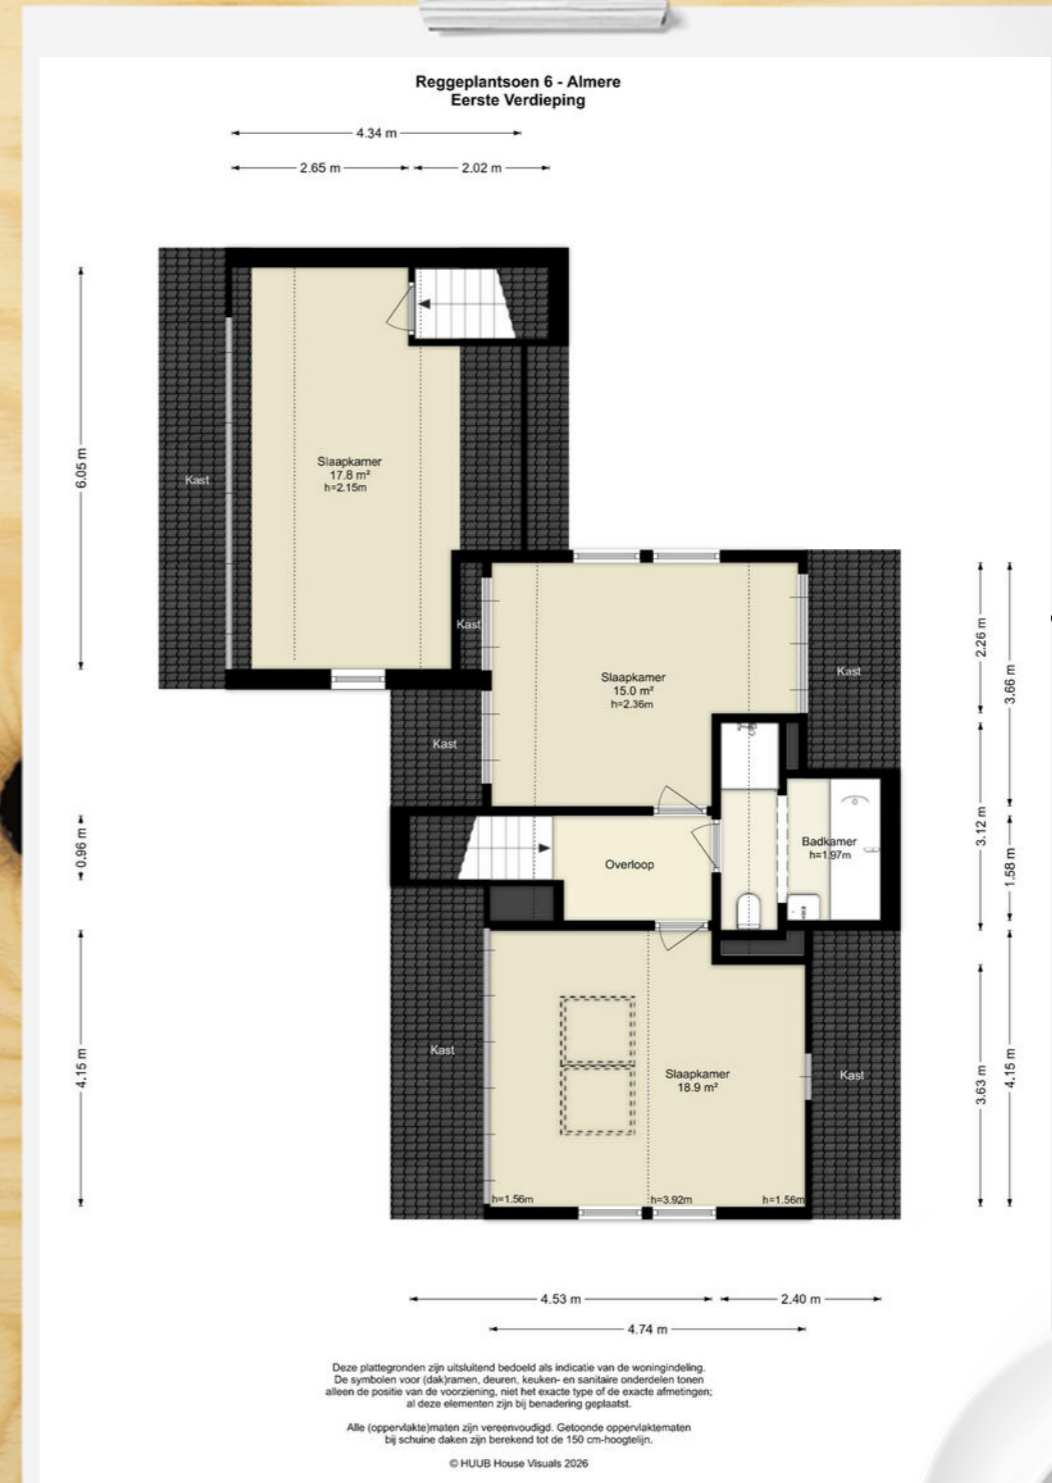 Reggeplantsoen 6 - Almere
Eerste Verdieping
4.34 m
2.65 m
2.02 m
6.05 m
Kast
Slaapkamer
17.8 m²
h=2.15m
Kast
Slaapkamer
15.0 m²
h=2.36m
Kast
2.26 m
3.66 m
Kast
0.96 m
Overloop
Badkamer
h=1.97m
3.12 m
1.58 m
Kast
4.15 m
Slaapkamer
18.9 m²
Kast
3.63 m
4.15 m
h=1.56m
h=3.92m
h=1.56m
4.53 m
2.40 m
4.74 m
Deze plattegronden zijn uitsluitend bedoeld als indicatie van de woningindeling.
De symbolen voor (dak)ramen, deuren, keuken- en sanitaire onderdelen tonen
alleen de positie van de voorziening, niet het exacte type of de exacte afmetingen;
al deze elementen zijn bij benadering geplaatst.
Alle (oppervlakte)maten zijn vereenvoudigd. Getoonde oppervlaktematen
bij schuine daken zijn berekend tot de 150 cm-hoogtelijn.
© HUUB House Visuals 2026